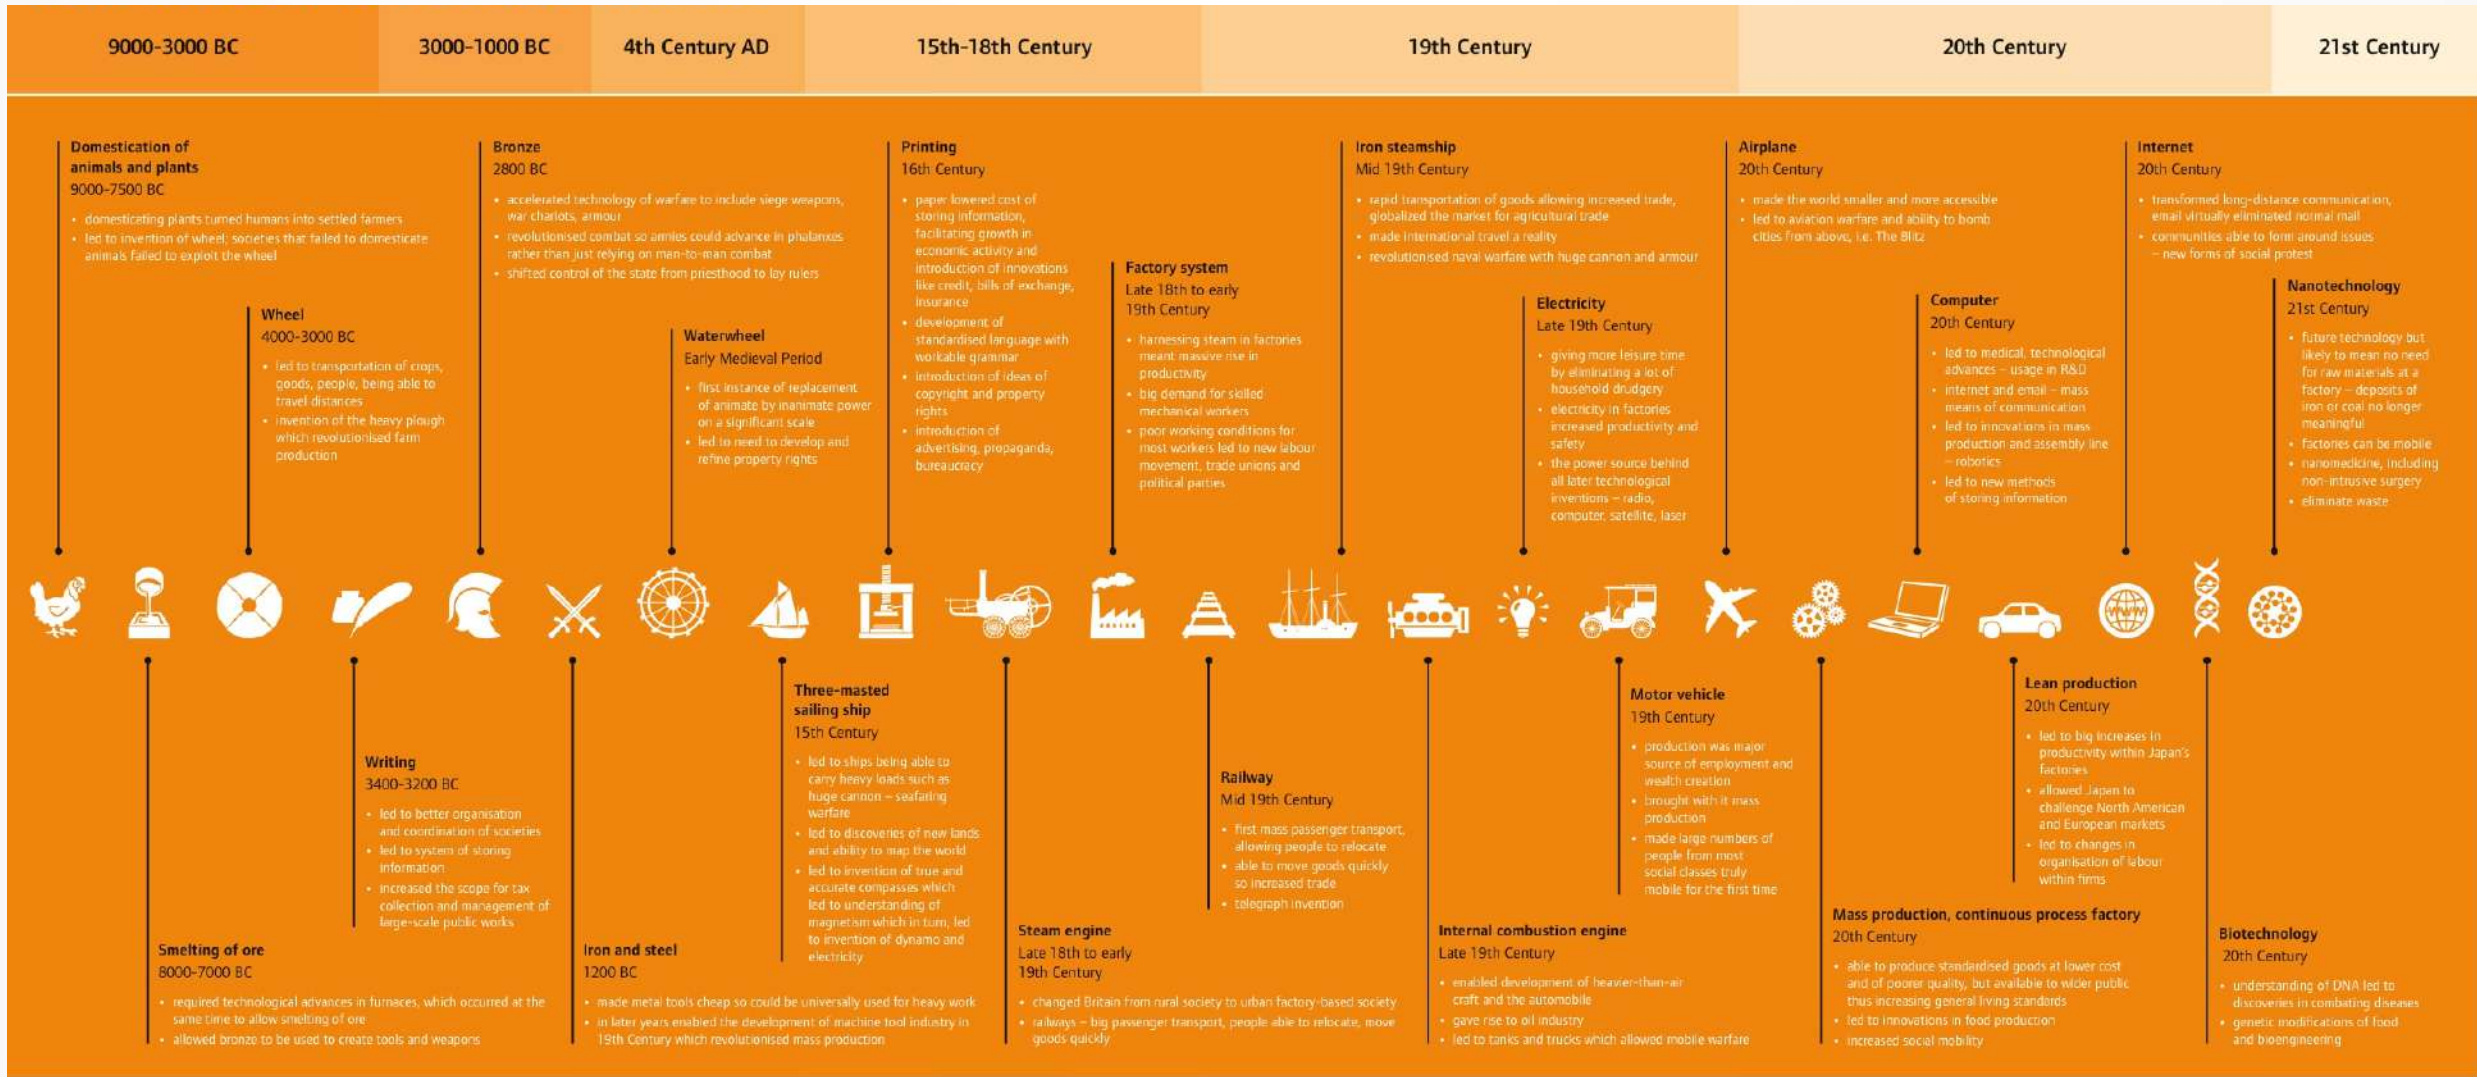 9000-3000 BC
3000-1000 BC
4th Century AD
15th-18th Century
19th Century
20th Century
21st Century
Domestication of
animals and plants
9000-7500 BC
• domesticating plants turned humans into settled farmers
• led to invention of wheel; societies that failed to domesticate
animals failed to exploit the wheel
Wheel
4000-3000 BC
• led to transportation of crops,
goods, people, being able to
travel distances
• invention of the heavy plough
which revolutionised farm
production
Bronze
2800 BC
• accelerated technology of warfare to include siege weapons,
war chariots, armour
• revolutionised combat so armies could advance in phalanxes
rather than just relying on man-to-man combat
• shifted control of the state from priesthood to lay rulers
Waterwheel
Early Medieval Period
• first instance of replacement
of animate by inanimate power
on a significant scale
• led to need to develop and
refine property rights
Printing
16th Century
• paper lowered cost of
storing information,
facilitating growth in
economic activity and
introduction of innovations
like credit, bills of exchange,
insurance
• development of
standardised language with
workable grammar
• introduction of ideas of
copyright and property
rights
• introduction of
advertising, propaganda,
bureaucracy
Factory system
Late 18th to early
19th Century
• harnessing steam in factories
meant massive rise in
productivity
• big demand for skilled
mechanical workers
• poor working conditions for
most workers led to new labour
movement, trade unions and
political parties
Iron steamship
Mid 19th Century
• rapid transportation of goods allowing increased trade,
globalized the market for agricultural trade
• made international travel a reality
• revolutionised naval warfare with huge cannon and armour
Electricity
Late 19th Century
• giving more leisure time
by eliminating a lot of
household drudgery
• electricity in factories
increased productivity and
safety
• the power source behind
all later technological
inventions – radio,
computer, satellite, laser
Airplane
20th Century
• made the world smaller and more accessible
• led to aviation warfare and ability to bomb
cities from above, i.e. The Blitz
Computer
20th Century
• led to medical, technological
advances – usage in R&D
• internet and email – mass
means of communication
• led to innovations in mass
production and assembly line
– robotics
• led to new methods
of storing information
Internet
20th Century
• transformed long-distance communication,
email virtually eliminated normal mail
• communities able to form around issues
– new forms of social protest
Nanotechnology
21st Century
• future technology but
likely to mean no need
for raw materials at a
factory – deposits of
iron or coal no longer
meaningful
• factories can be mobile
• nanomedicine, including
non-intrusive surgery
• eliminate waste
WWW
Smelting of ore
8000-7000 BC
• required technological advances in furnaces, which occurred at the
same time to allow smelting of ore
• allowed bronze to be used to create tools and weapons
Writing
3400-3200 BC
• led to better organisation
and coordination of societies
• led to system of storing
information
• increased the scope for tax
collection and management of
large-scale public works
Iron and steel
1200 BC
• made metal tools cheap so could be universally used for heavy work
• in later years enabled the development of machine tool industry in
19th Century which revolutionised mass production
Three-masted
sailing ship
15th Century
• led to ships being able to
carry heavy loads such as
huge cannon – seafaring
warfare
• led to discoveries of new lands
and ability to map the world
• led to invention of true and
accurate compasses which
led to understanding of
magnetism which in turn, led
to invention of dynamo and
electricity
Steam engine
Late 18th to early
19th Century
• changed Britain from rural society to urban factory-based society
• railways – big passenger transport, people able to relocate, move
goods quickly
Railway
Mid 19th Century
• first mass passenger transport,
allowing people to relocate
• able to move goods quickly
so increased trade
• telegraph invention
Internal combustion engine
Late 19th Century
• enabled development of heavier-than-air
craft and the automobile
• gave rise to oil industry
• led to tanks and trucks which allowed mobile warfare
Motor vehicle
19th Century
• production was major
source of employment and
wealth creation
• brought with it mass
production
• made large numbers of
people from most
social classes truly
mobile for the first time
Mass production, continuous process factory
20th Century
• able to produce standardised goods at lower cost
and of poorer quality, but available to wider public
thus increasing general living standards
• led to innovations in food production
• increased social mobility
Lean production
20th Century
• led to big increases in
productivity within Japan's
factories
• allowed Japan to
challenge North American
and European markets
• led to changes in
organisation of labour
within firms
Biotechnology
20th Century
• understanding of DNA led to
discoveries in combating diseases
• genetic modifications of food
and bioengineering